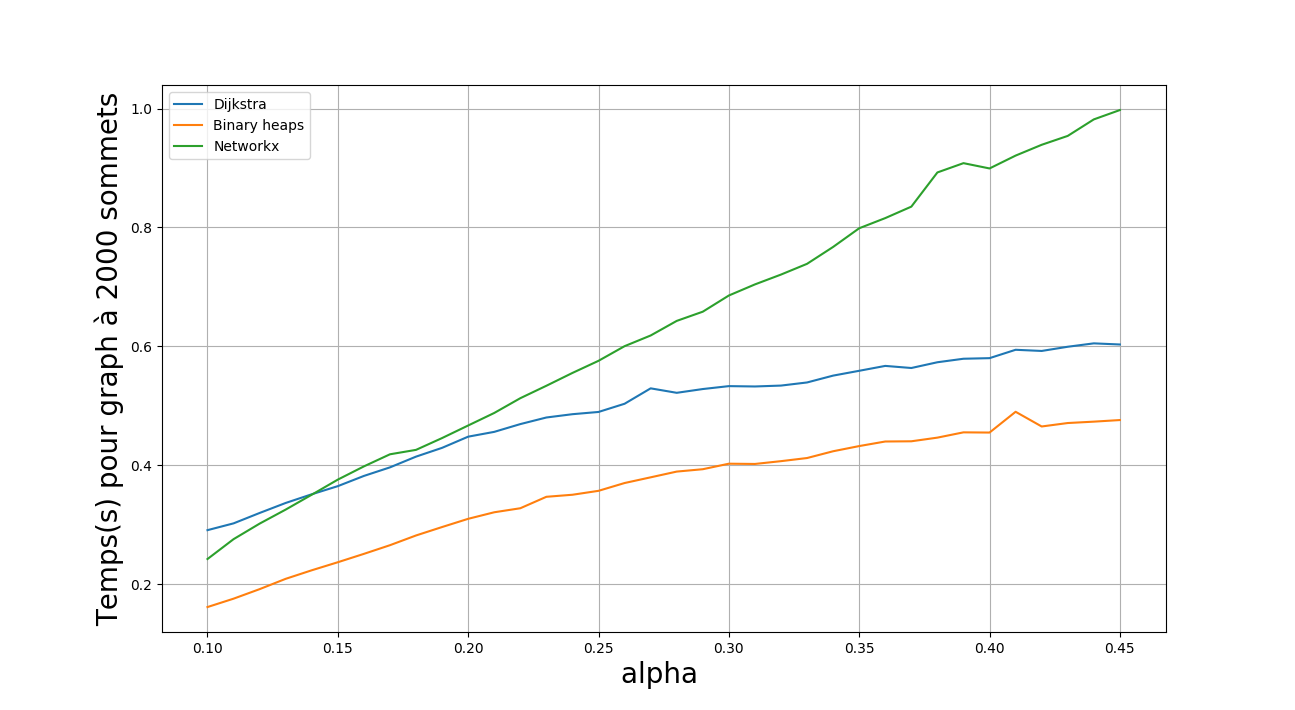 Temps(s) pour graph à 2000 sommets
1.0
0.8
0.6
0.4
0.2
Dijkstra
Binary heaps
Networkx
0.10 0.15 0.20 0.25 0.30 0.35 0.40 0.45
alpha